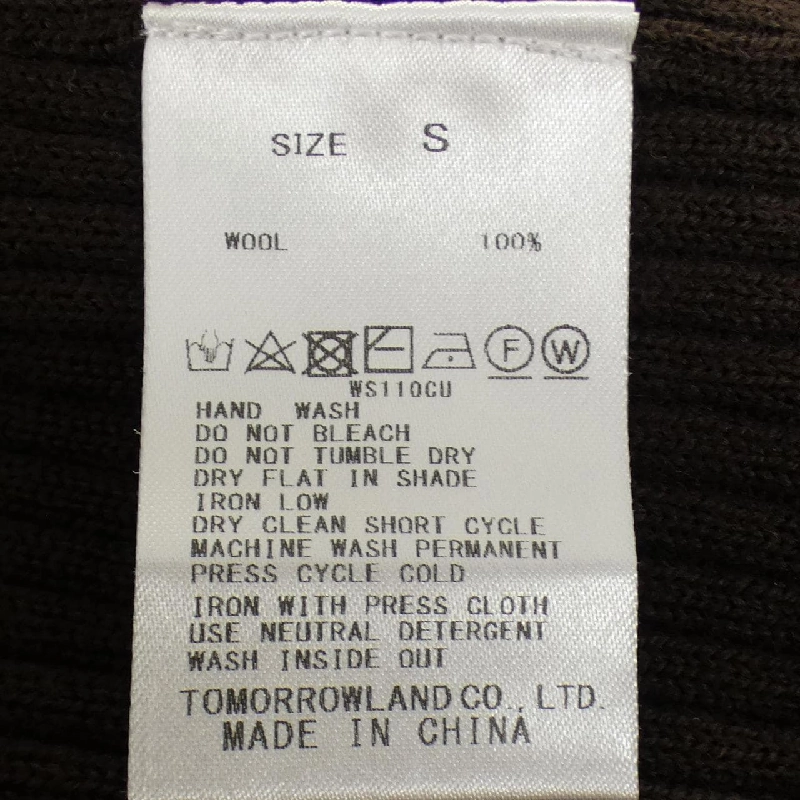 SIZE S
WOOL 100%
F W
WS110CU
HAND WASH
DO NOT BLEACH
DO NOT TUMBLE DRY
DRY FLAT IN SHADE
IRON LOW
DRY CLEAN SHORT CYCLE
MACHINE WASH PERMANENT
PRESS CYCLE COLD
IRON WITH PRESS CLOTH
USE NEUTRAL DETERGENT
WASH INSIDE OUT
TOMORROWLAND CO., LTD.
MADE IN CHINA